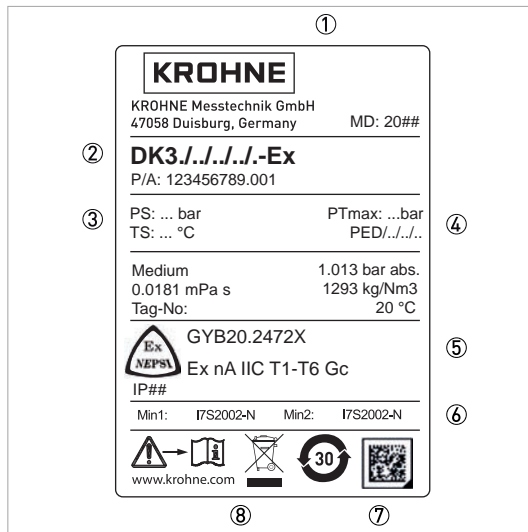 ①
KROHNE
KROHNE Messtechnik GmbH
47058 Duisburg, Germany MD: 20##
②
DK3./../../../.-Ex
P/A: 123456789.001
③
PS: ... bar PTmax: ...bar
TS: ... °C PED/../../..
④
Medium 1.013 bar abs.
0.0181 mPa s 1293 kg/Nm3
Tag-No: 20 °C
Ex NEPSI
GYB20.2472X
⑤
Ex nA IIC T1-T6 Gc
IP##
Min1: I7S2002-N Min2: I7S2002-N
⑥
30
www.krohne.com
⑧ ⑦